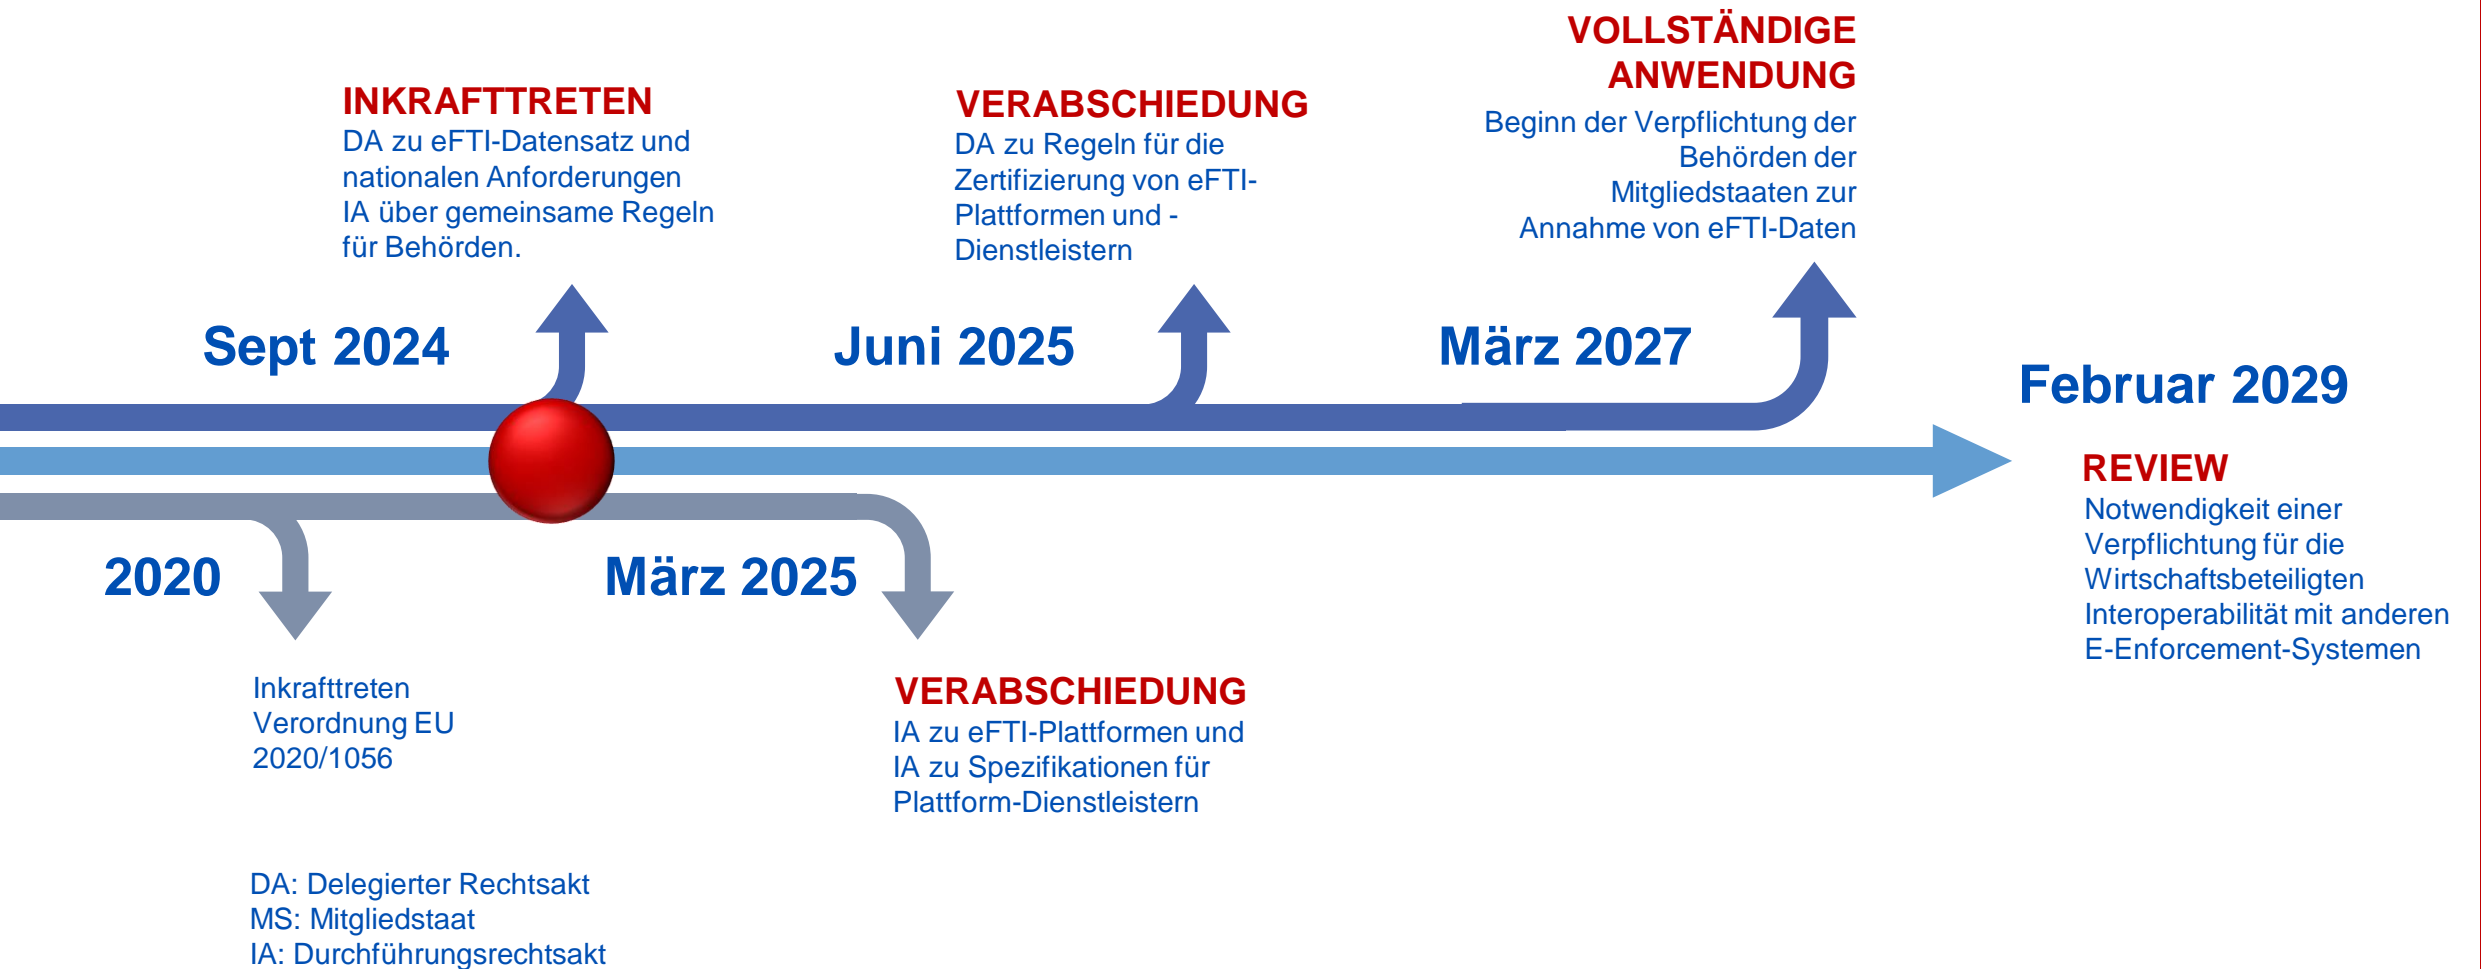 INKRAFTTRETEN
DA zu eFTI-Datensatz und
nationalen Anforderungen
IA über gemeinsame Regeln
für Behörden.
VERABSCHIEDUNG
DA zu Regeln für die
Zertifizierung von eFTI-
Plattformen und -
Dienstleistern
VOLLSTÄNDIGE
ANWENDUNG
Beginn der Verpflichtung der
Behörden der
Mitgliedstaaten zur
Annahme von eFTI-Daten
Sept 2024
Juni 2025
März 2027
Februar 2029
REVIEW
Notwendigkeit einer
Verpflichtung für die
Wirtschaftsbeteiligten
Interoperabilität mit anderen
E-Enforcement-Systemen
2020
März 2025
Inkrafttreten
Verordnung EU
2020/1056
VERABSCHIEDUNG
IA zu eFTI-Plattformen und
IA zu Spezifikationen für
Plattform-Dienstleistern
DA: Delegierter Rechtsakt
MS: Mitgliedstaat
IA: Durchführungsrechtsakt